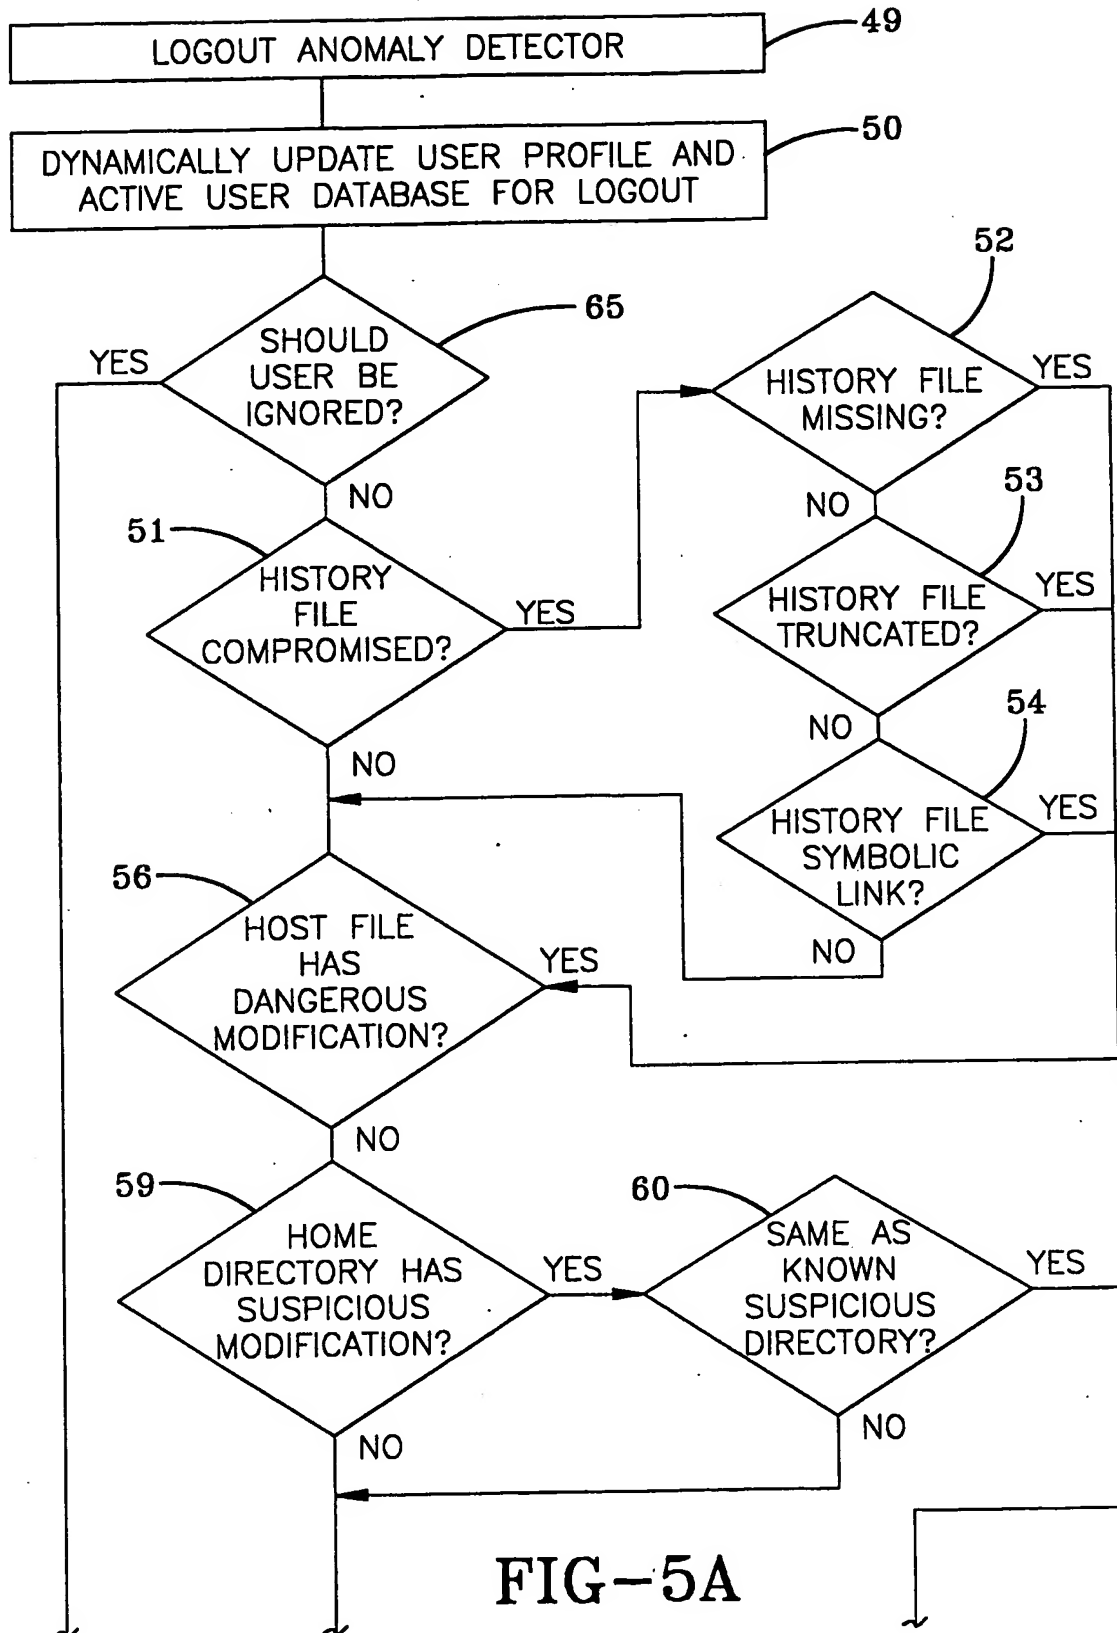 LOGOUT ANOMALY DETECTOR
49
DYNAMICALLY UPDATE USER PROFILE AND
ACTIVE USER DATABASE FOR LOGOUT
50
SHOULD
USER BE
IGNORED?
65
YES
NO
51
HISTORY
FILE
COMPROMISED?
YES
NO
52
HISTORY FILE
MISSING?
YES
NO
53
HISTORY FILE
TRUNCATED?
YES
NO
54
HISTORY FILE
SYMBOLIC
LINK?
YES
NO
56
HOST FILE
HAS
DANGEROUS
MODIFICATION?
YES
NO
59
HOME
DIRECTORY HAS
SUSPICIOUS
MODIFICATION?
YES
NO
60
SAME AS
KNOWN
SUSPICIOUS
DIRECTORY?
YES
NO
FIG-5A